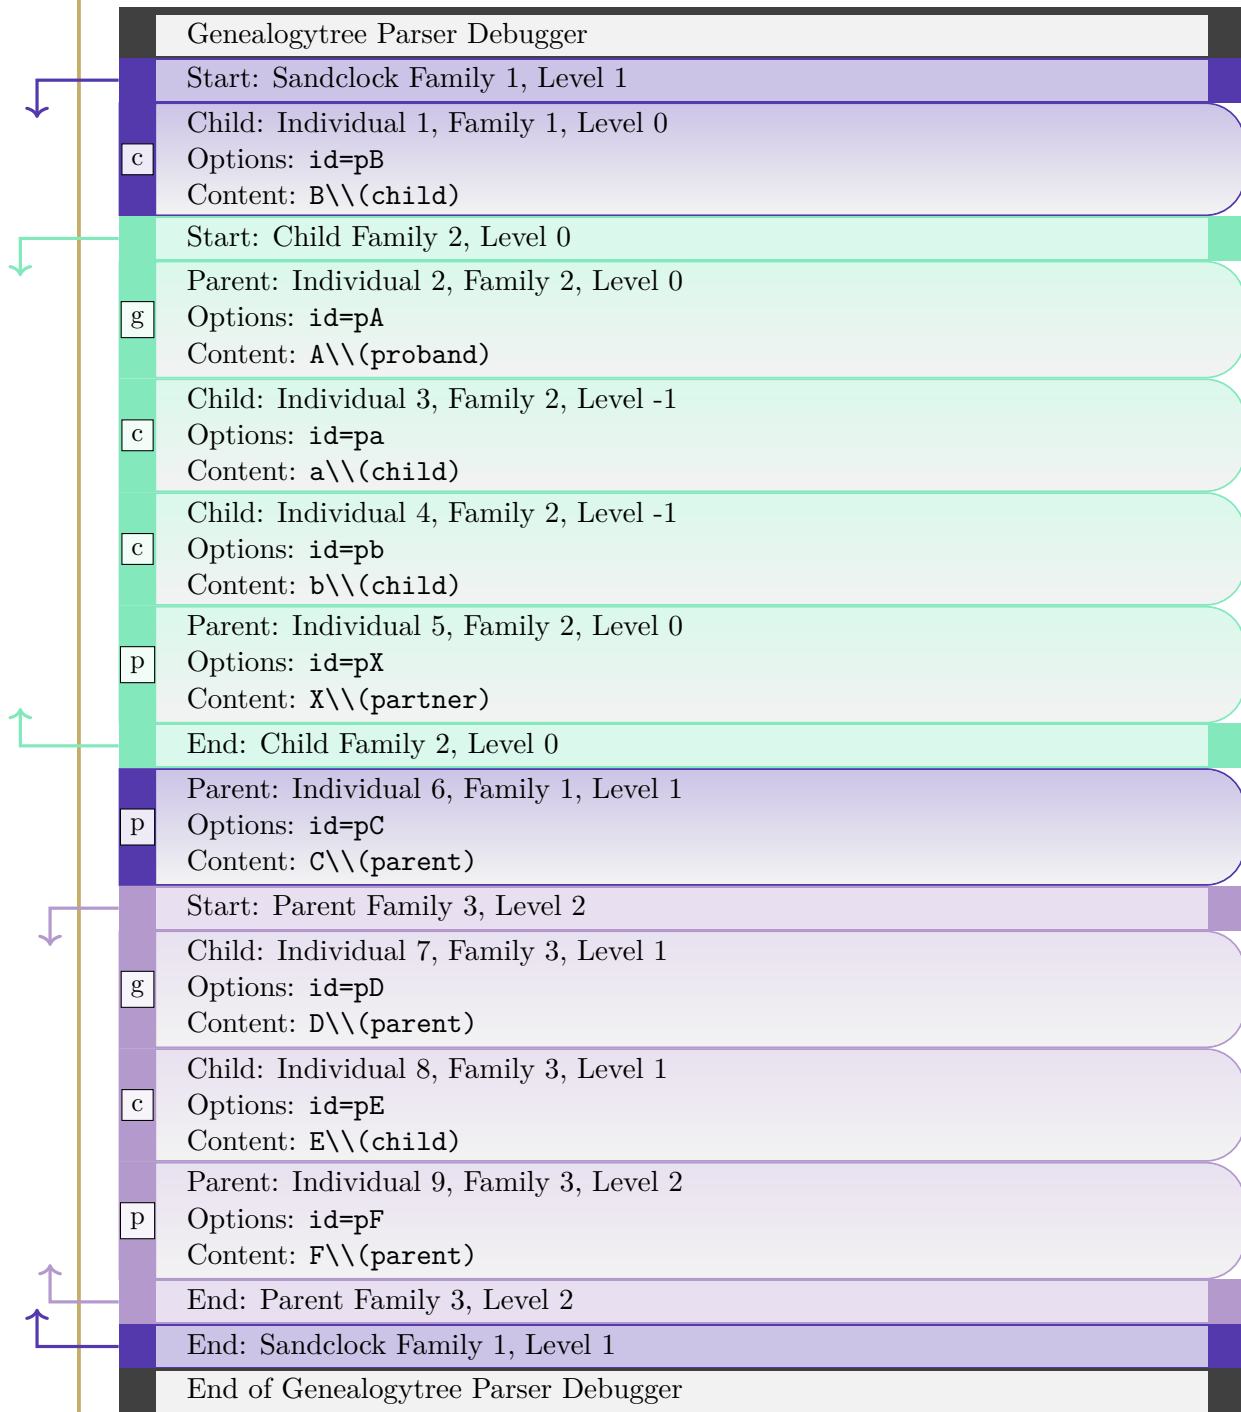 Genealogytree Parser Debugger
Start: Sandclock Family 1, Level 1
Child: Individual 1, Family 1, Level 0
c Options: id=pB
Content: B\\(child)
Start: Child Family 2, Level 0
Parent: Individual 2, Family 2, Level 0
g Options: id=pA
Content: A\\(proband)
Child: Individual 3, Family 2, Level -1
c Options: id=pa
Content: a\\(child)
Child: Individual 4, Family 2, Level -1
c Options: id=pb
Content: b\\(child)
Parent: Individual 5, Family 2, Level 0
p Options: id=pX
Content: X\\(partner)
End: Child Family 2, Level 0
Parent: Individual 6, Family 1, Level 1
p Options: id=pC
Content: C\\(parent)
Start: Parent Family 3, Level 2
Child: Individual 7, Family 3, Level 1
g Options: id=pD
Content: D\\(parent)
Child: Individual 8, Family 3, Level 1
c Options: id=pE
Content: E\\(child)
Parent: Individual 9, Family 3, Level 2
p Options: id=pF
Content: F\\(parent)
End: Parent Family 3, Level 2
End: Sandclock Family 1, Level 1
End of Genealogytree Parser Debugger